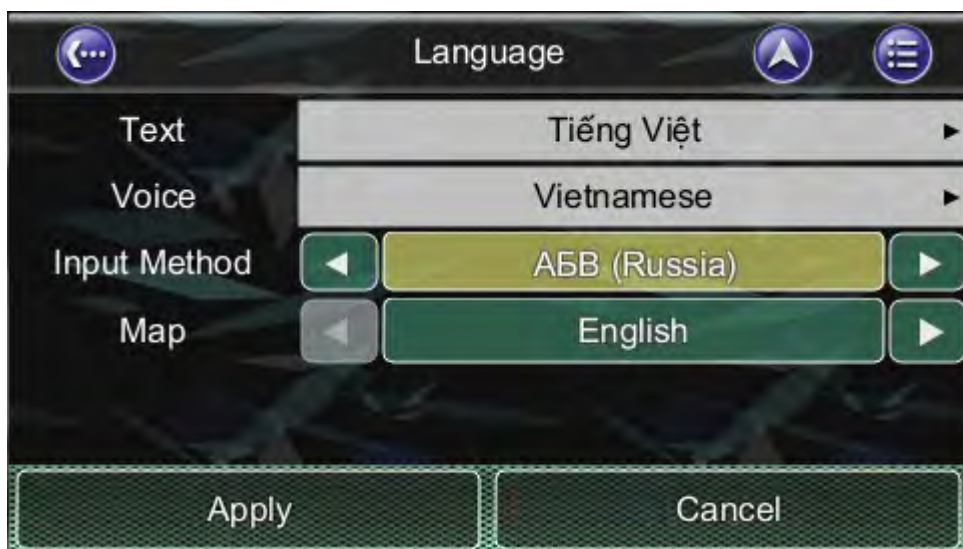 Language
Text Tiếng Việt
Voice Vietnamese
Input Method АБВ (Russia)
Map English
Apply Cancel